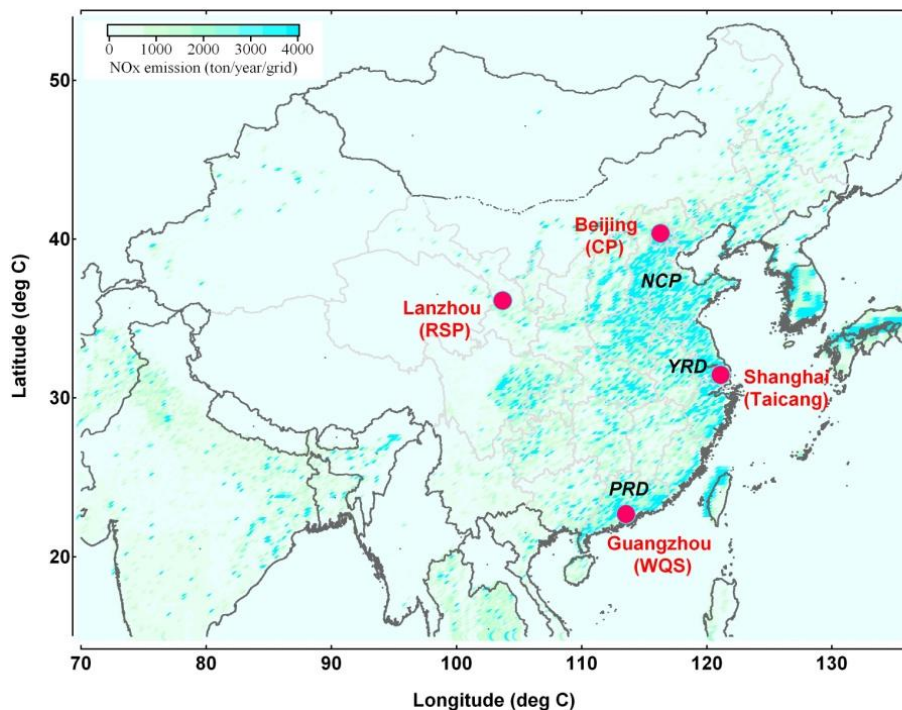 0 1000 2000 3000 4000
NOx emission (ton/year/grid)
50
40
30
20
Latitude (deg C)
Beijing
(CP)
NCP
Lanzhou
(RSP)
YRD
Shanghai
(Taicang)
PRD
Guangzhou
(WQS)
70 80 90 100 110 120 130
Longitude (deg C)